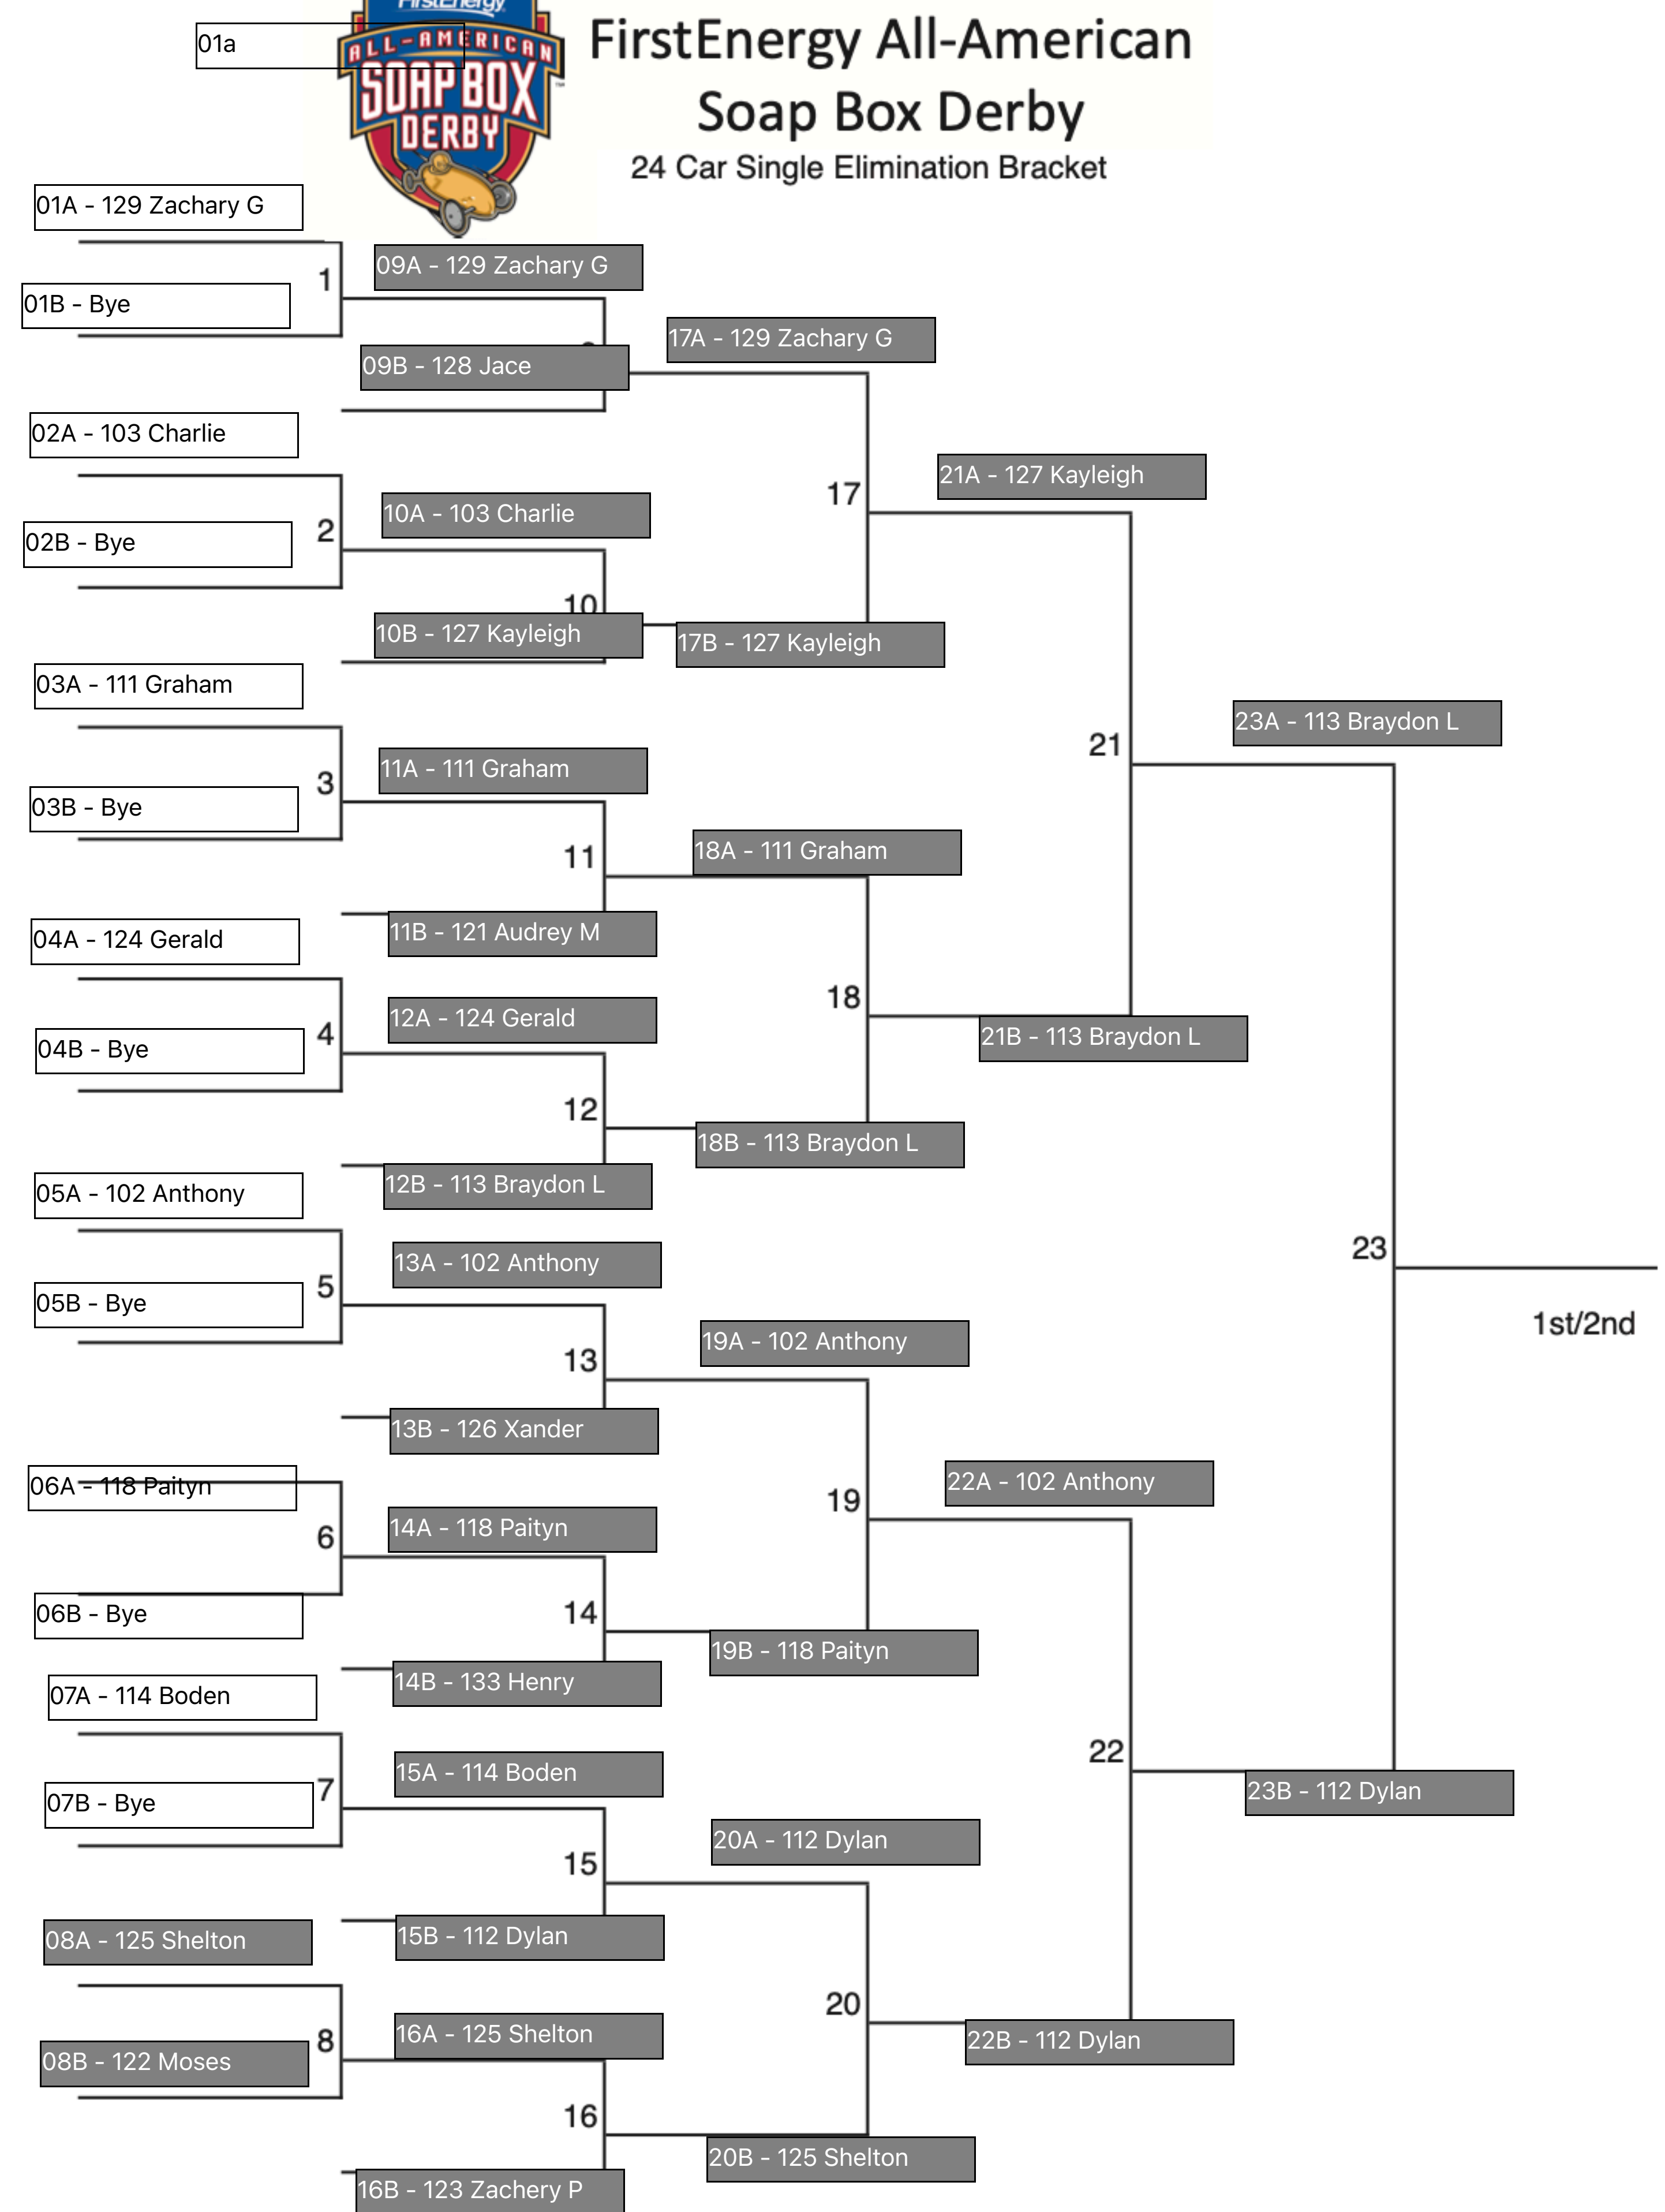 FirstEnergy
01a
ALL-AMERICAN
SOAP BOX
DERBY
TM
FirstEnergy All-American
Soap Box Derby
24 Car Single Elimination Bracket
01A - 129 Zachary G
1
09A - 129 Zachary G
01B - Bye
17A - 129 Zachary G
09B - 128 Jace
02A - 103 Charlie
21A - 127 Kayleigh
17
10A - 103 Charlie
2
02B - Bye
10
10B - 127 Kayleigh
17B - 127 Kayleigh
03A - 111 Graham
23A - 113 Braydon L
21
11A - 111 Graham
3
03B - Bye
18A - 111 Graham
11
11B - 121 Audrey M
04A - 124 Gerald
18
12A - 124 Gerald
4
21B - 113 Braydon L
04B - Bye
12
18B - 113 Braydon L
12B - 113 Braydon L
05A - 102 Anthony
23
13A - 102 Anthony
5
05B - Bye
1st/2nd
19A - 102 Anthony
13
13B - 126 Xander
06A - 118 Paityn
22A - 102 Anthony
19
14A - 118 Paityn
6
06B - Bye
14
19B - 118 Paityn
14B - 133 Henry
07A - 114 Boden
22
15A - 114 Boden
7
23B - 112 Dylan
07B - Bye
20A - 112 Dylan
15
15B - 112 Dylan
08A - 125 Shelton
20
16A - 125 Shelton
8
22B - 112 Dylan
08B - 122 Moses
16
20B - 125 Shelton
16B - 123 Zachery P